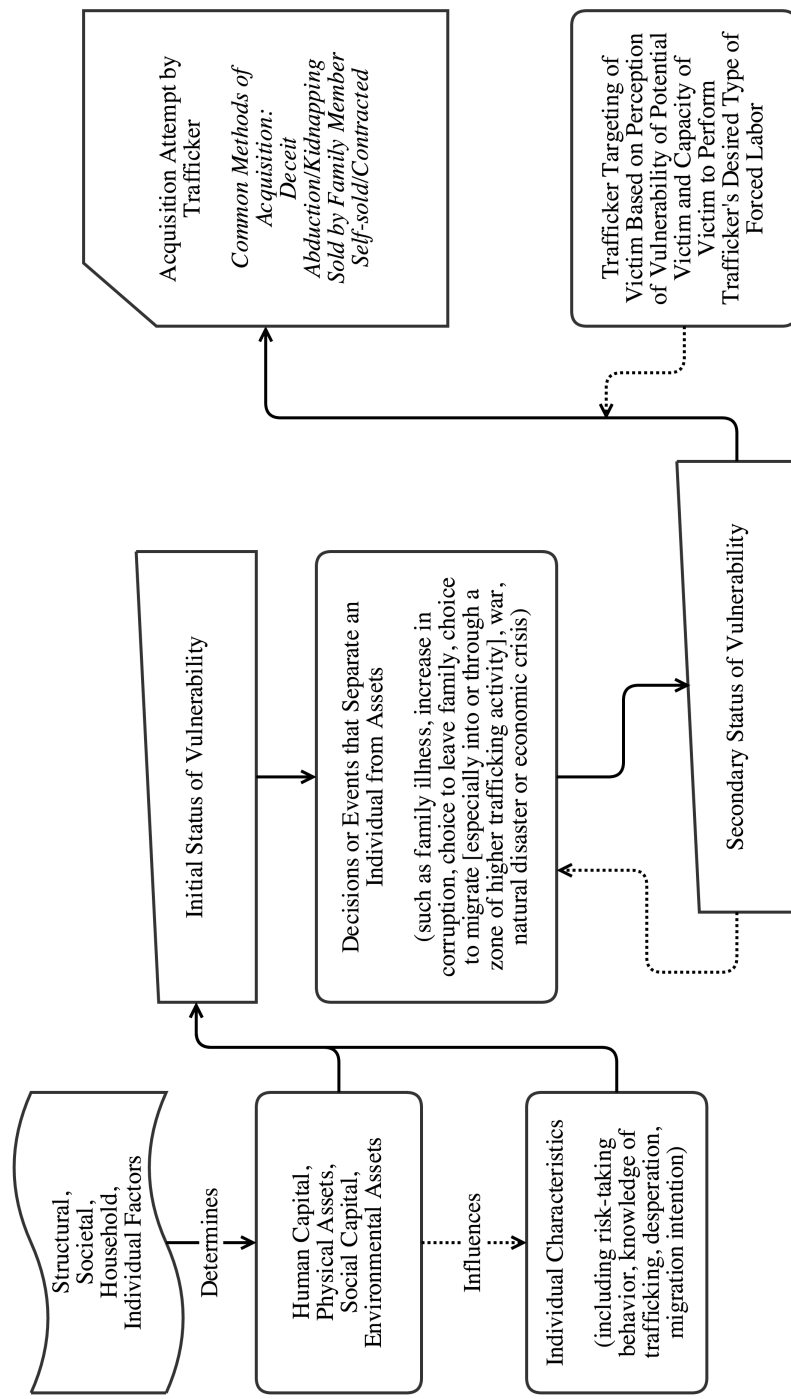 Structural,
Societal,
Household,
Individual Factors
Determines
Human Capital,
Physical Assets,
Social Capital,
Environmental Assets
Influences
Individual Characteristics
(including risk-taking
behavior, knowledge of
trafficking, desperation,
migration intention)
Initial Status of Vulnerability
Decisions or Events that Separate an
Individual from Assets
(such as family illness, increase in
corruption, choice to leave family, choice
to migrate [especially into or through a
zone of higher trafficking activity], war,
natural disaster or economic crisis)
Secondary Status of Vulnerability
Acquisition Attempt by
Trafficker
Common Methods of
Acquisition:
Deceit
Abduction/Kidnapping
Sold by Family Member
Self-sold/Contracted
Trafficker Targeting of
Victim Based on Perception
of Vulnerability of Potential
Victim and Capacity of
Victim to Perform
Trafficker's Desired Type of
Forced Labor